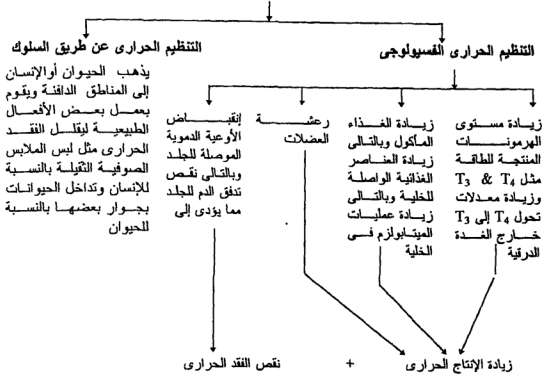 التنظيم الحرارى الفسيولوجى
التنظيم الحرارى عن طريق السلوك
زيادة مستوى
الهرمونات
المنتجة للطاقة
مثل T₃ & T₄
وزيادة معدلات
تحول T₄ إلى T₃
خارج الغدة
الدرقية
زيادة الغذاء
المأكول وبالتالى
زيادة العناصر
الغذائية الواصلة
للخلية وبالتالى
زيادة عمليات
الميتابولزم فى
الخلية
رعشة
العضلات
إنقباض
الأوعية الدموية
الموصلة للجلد
وبالتالى نقص
تدفق الدم للجلد
مما يؤدى إلى
يذهب الحيوان أوالإنسان
إلى المناطق الدافئة ويقوم
بعمل بعض الأفعال
الطبيعية ليقلل الفقد
الحرارى مثل لبس الملابس
الصوفية الثقيلة بالنسبة
للإنسان وتداخل الحيوانات
بجوار بعضها بالنسبة
للحيوان
زيادة الإنتاج الحرارى + نقص الفقد الحرارى